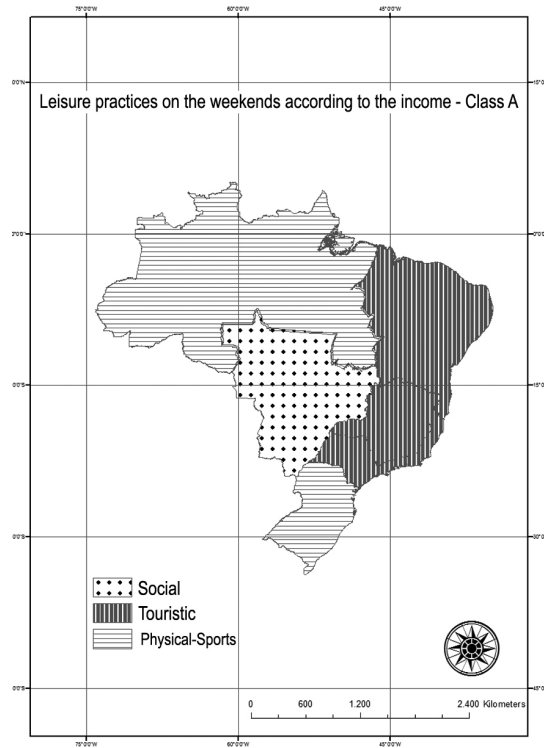 75°0'0"W 60°0'0"W 45°0'0"W
Leisure practices on the weekends according to the income - Class A
Social
Touristic
Physical-Sports
0 600 1.200 2.400 Kilometers
75°0'0"W 60°0'0"W 45°0'0"W